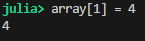 julia> array[1] = 4
4